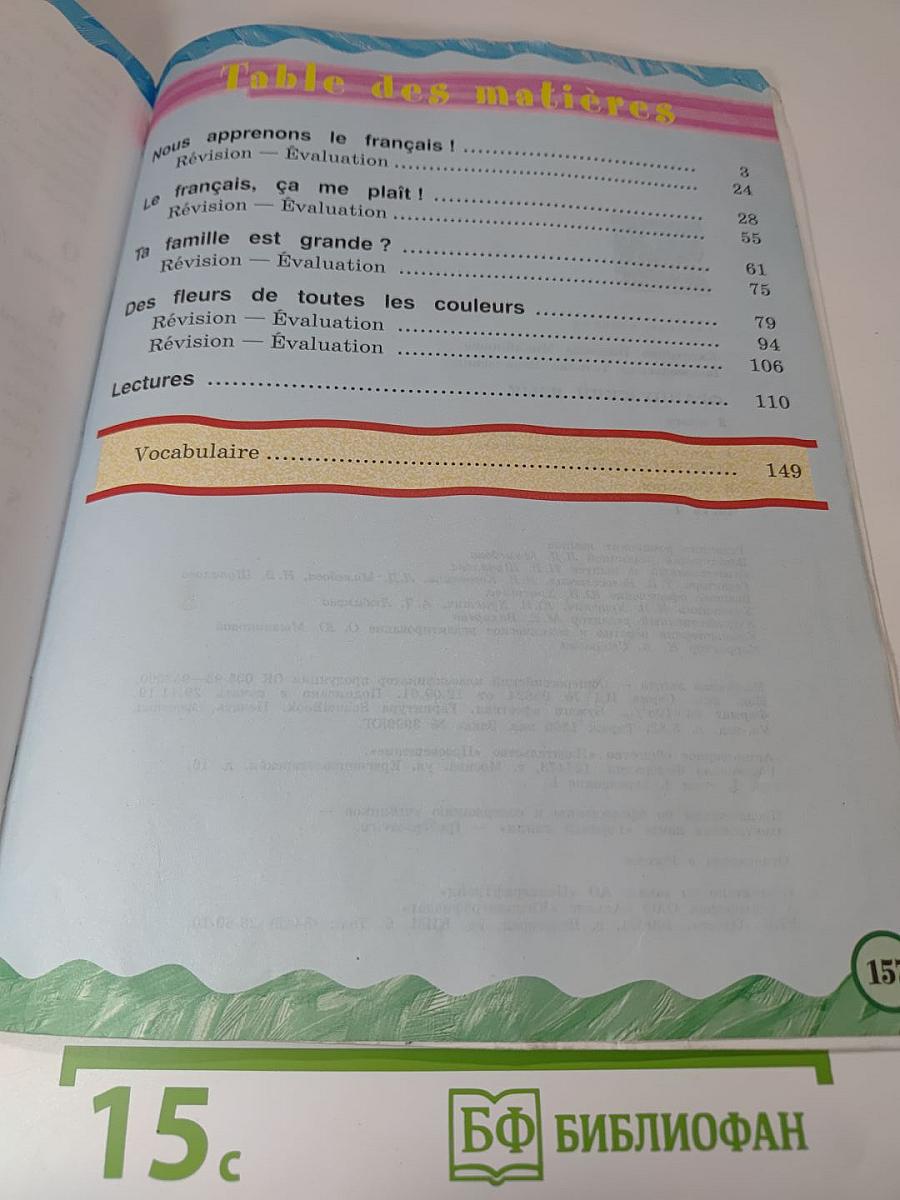 Table des matières
Nous apprenons le français ! ........ 3
Révision — Évaluation ........ 24
Le français, ça me plaît ! ........ 28
Révision — Évaluation ........ 55
Ta famille est grande ? ........ 61
Révision — Évaluation ........ 75
Des fleurs de toutes les couleurs ........ 79
Révision — Évaluation ........ 94
Révision — Évaluation ........ 106
Lectures ........ 110
Vocabulaire ........ 149
157
15 с
БФ БИБЛИОФАН